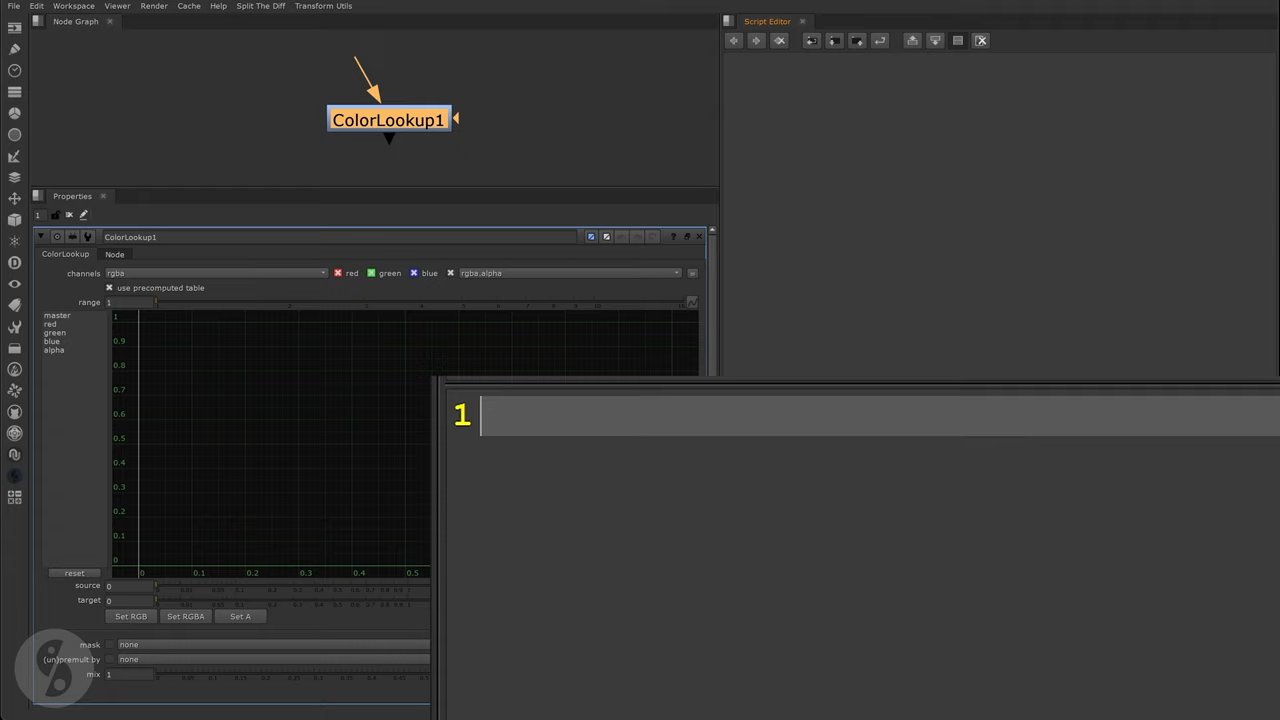 File Edit Workspace Viewer Render Cache Help Split The Diff Transform Utils
Node Graph
Script Editor
ColorLookup1
Properties
1
ColorLookup1
ColorLookup Node
channels rgba red green blue rgba.alpha
use precomputed table
range 1
master
red
green
blue
alpha
1
0.9
0.8
0.7
0.6
0.5
0.4
0.3
0.2
0.1
0
0 0.1 0.2 0.3 0.4 0.5
reset
source 0
target 0
Set RGB Set RGBA Set A
mask none
(un)premult by none
mix 1
1